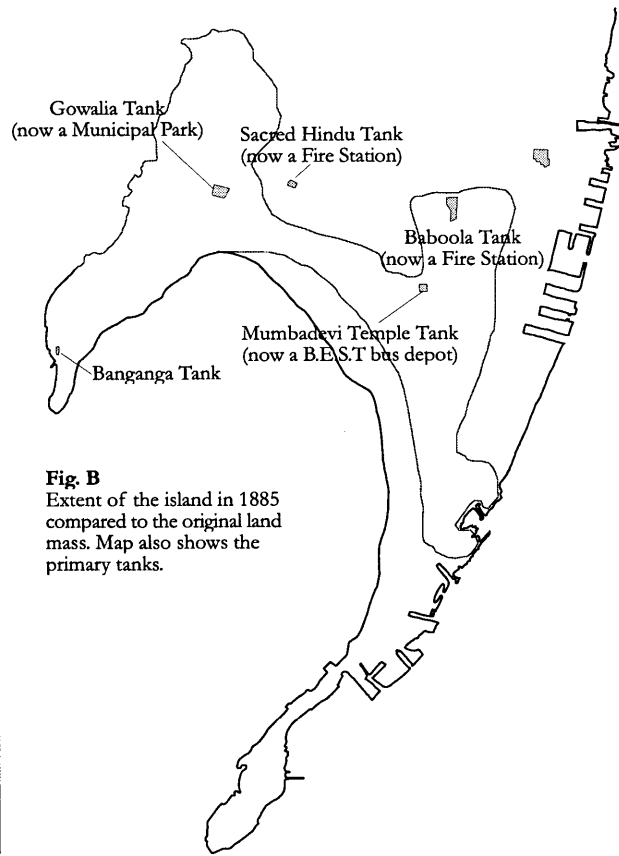 Gowalia Tank
(now a Municipal Park)
Sacred Hindu Tank
(now a Fire Station)
Baboola Tank
(now a Fire Station)
Mumbadevi Temple Tank
(now a B.E.S.T bus depot)
Banganga Tank
Fig. B
Extent of the island in 1885
compared to the original land
mass. Map also shows the
primary tanks.